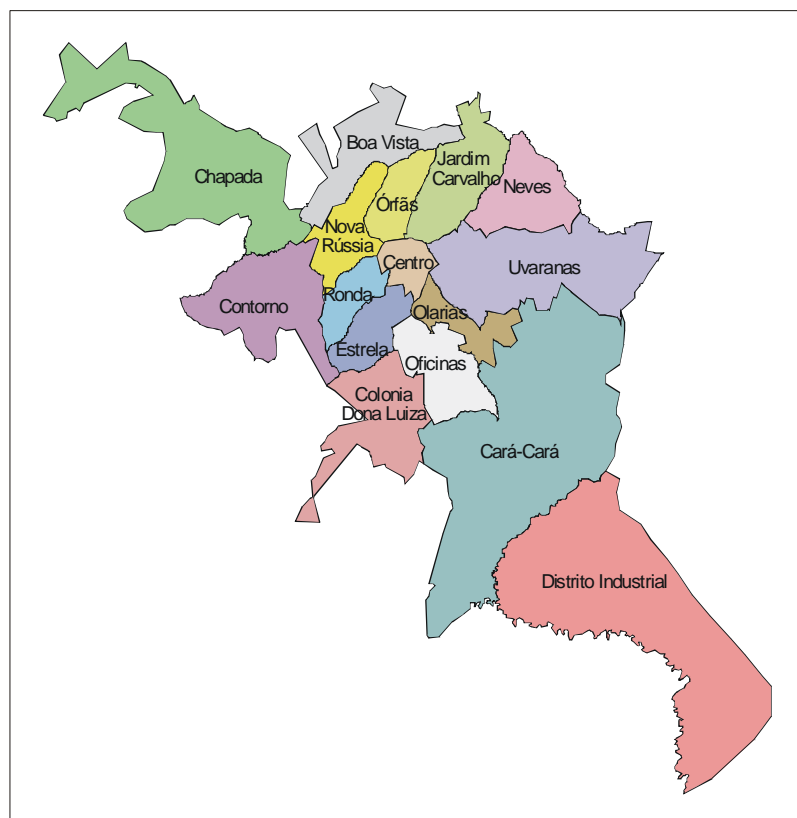 Boa Vista
Jardim
Carvalho
Chapada
Neves
Órfãs
Nova
Rússia
Centro
Uvaranas
Ronda
Contorno
Olarias
Estrela
Oficinas
Colonia
Dona Luiza
Cará-Cará
Distrito Industrial